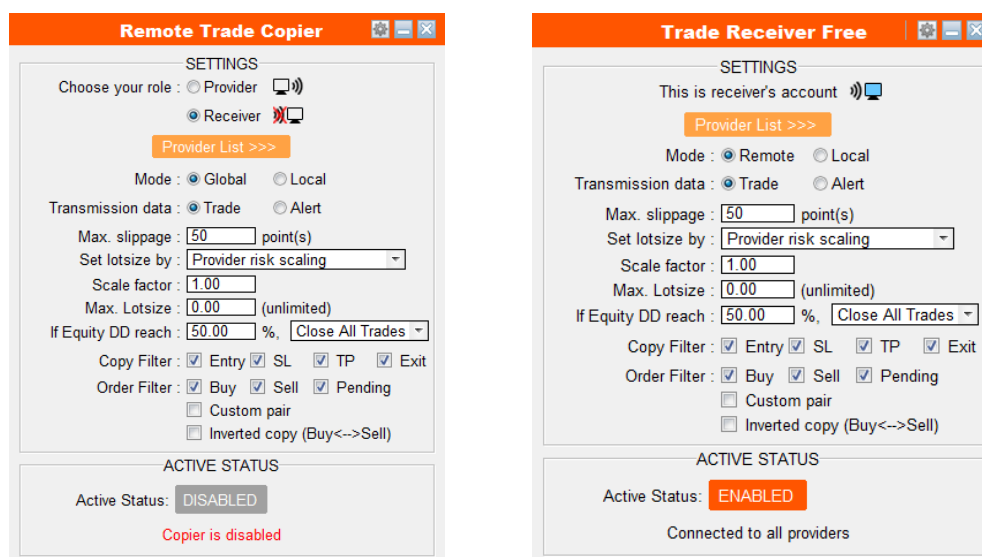 Remote Trade Copier
SETTINGS
Choose your role : Provider
Receiver
Provider List >>>
Mode : Global Local
Transmission data : Trade Alert
Max. slippage : 50 point(s)
Set lotsize by : Provider risk scaling
Scale factor : 1.00
Max. Lotsize : 0.00 (unlimited)
If Equity DD reach : 50.00 %, Close All Trades
Copy Filter : Entry SL TP Exit
Order Filter : Buy Sell Pending
Custom pair
Inverted copy (Buy<-->Sell)
ACTIVE STATUS
Active Status: DISABLED
Copier is disabled
Trade Receiver Free
SETTINGS
This is receiver's account
Provider List >>>
Mode : Remote Local
Transmission data : Trade Alert
Max. slippage : 50 point(s)
Set lotsize by : Provider risk scaling
Scale factor : 1.00
Max. Lotsize : 0.00 (unlimited)
If Equity DD reach : 50.00 %, Close All Trades
Copy Filter : Entry SL TP Exit
Order Filter : Buy Sell Pending
Custom pair
Inverted copy (Buy<-->Sell)
ACTIVE STATUS
Active Status: ENABLED
Connected to all providers